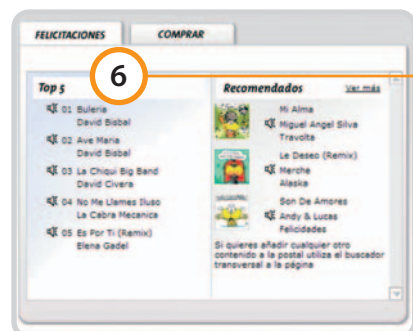 FELICITACIONES
COMPRAR
6
Top 5
01 Buleria
David Bisbal
02 Ave Maria
David Bisbal
03 La Chiqui Big Band
David Civera
04 No Me Llames Iluso
La Cabra Mecanica
05 Es Por Ti (Remix)
Elena Gadel
Recomendados
Ver más
Mi Alma
Miguel Angel Silva
Travolta
Le Deseo (Remix)
Merche
Alaska
Son De Amores
Andy & Lucas
Felicidades
Si quieres añadir cualquier otro
contenido a la postal utiliza el buscador
transversal a la página